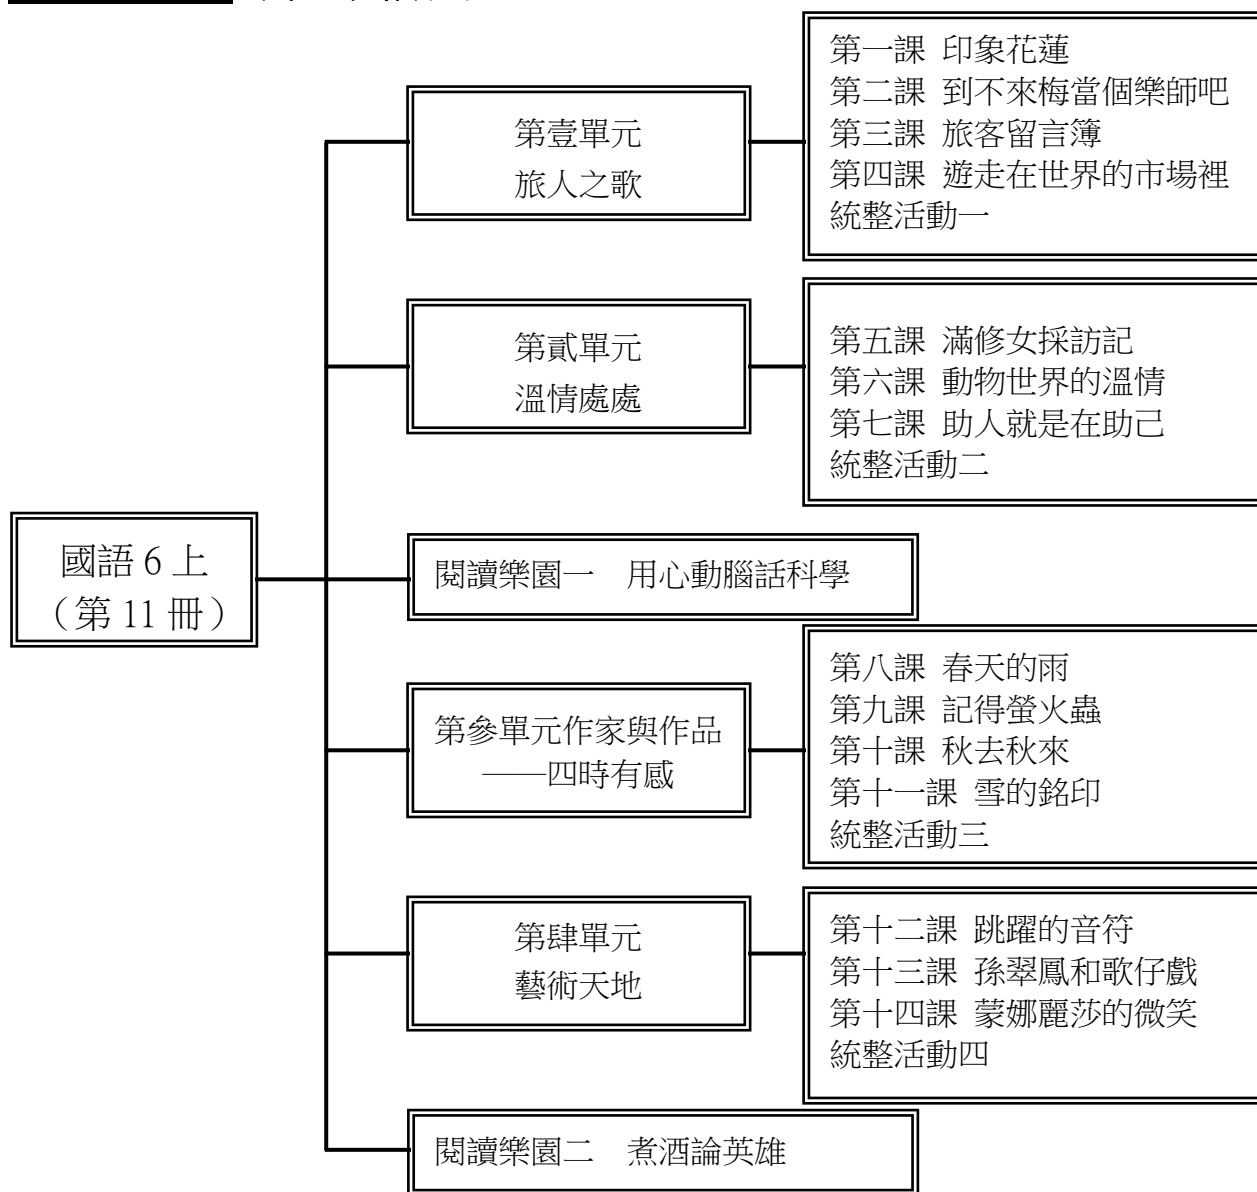 國語 6 上
（第 11 冊）
第壹單元
旅人之歌
第一課 印象花蓮
第二課 到不來梅當個樂師吧
第三課 旅客留言簿
第四課 遊走在世界的市場裡
統整活動一
第貳單元
溫情處處
第五課 滿修女採訪記
第六課 動物世界的溫情
第七課 助人就是在助己
統整活動二
閱讀樂園一 用心動腦話科學
第參單元作家與作品
——四時有感
第八課 春天的雨
第九課 記得螢火蟲
第十課 秋去秋來
第十一課 雪的銘印
統整活動三
第肆單元
藝術天地
第十二課 跳躍的音符
第十三課 孫翠鳳和歌仔戲
第十四課 蒙娜麗莎的微笑
統整活動四
閱讀樂園二 煮酒論英雄